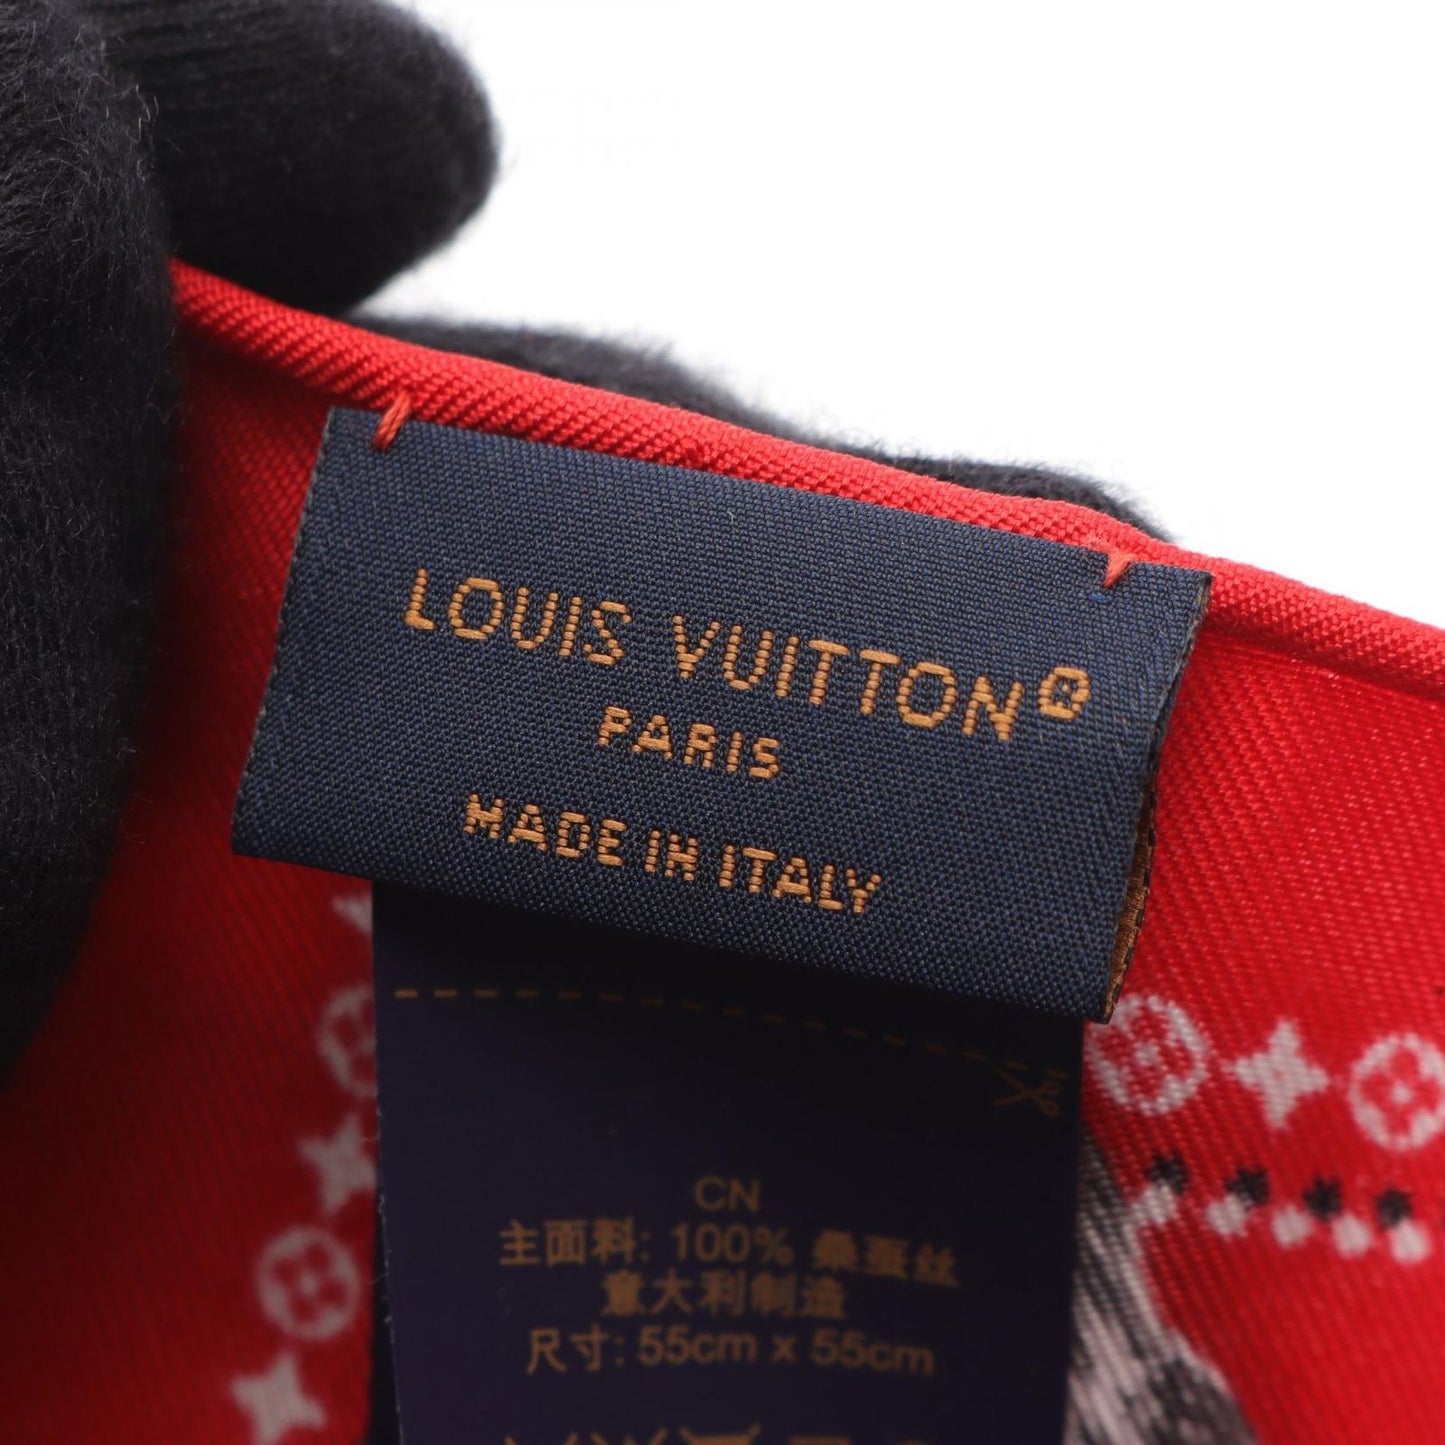 LOUIS VUITTON®
PARIS
MADE IN ITALY
CN
主面料: 100% 桑蚕丝
意大利制造
尺寸: 55cm x 55cm